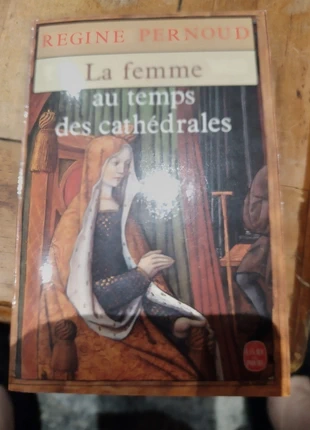 REGINE PERNOUD
La femme
au temps
des cathédrales